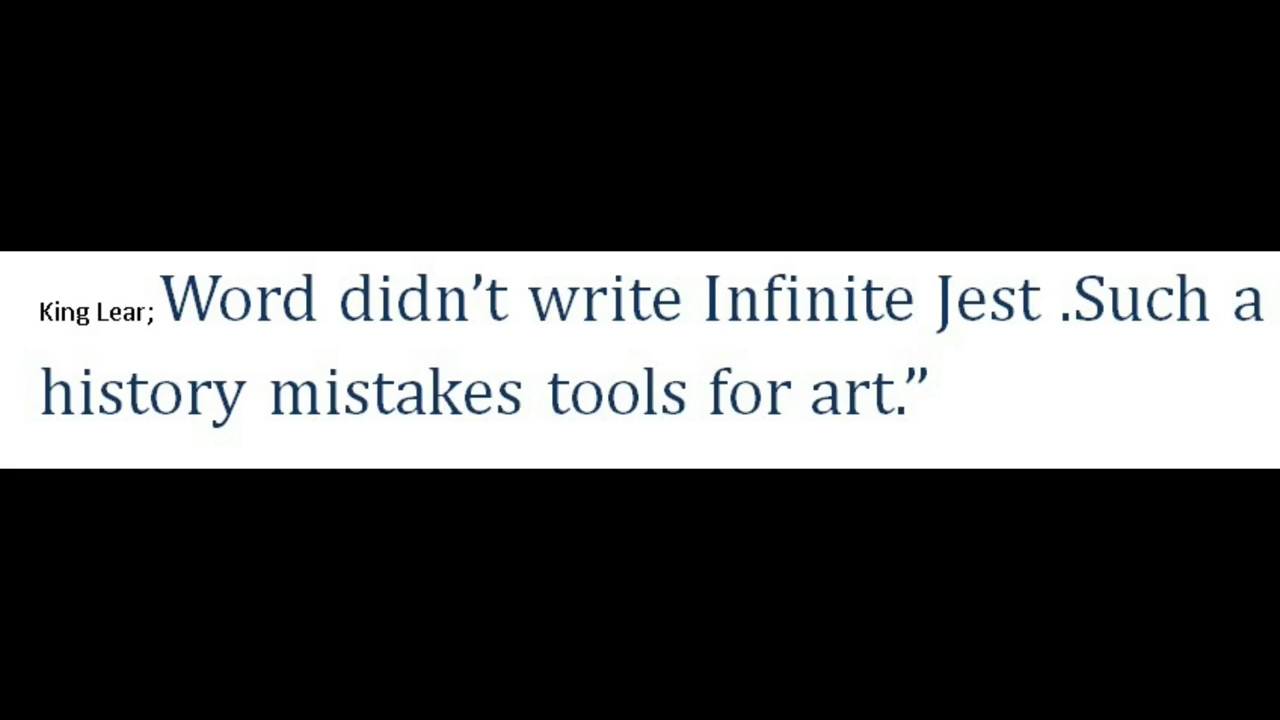 King Lear; Word didn’t write Infinite Jest .Such a
history mistakes tools for art.”